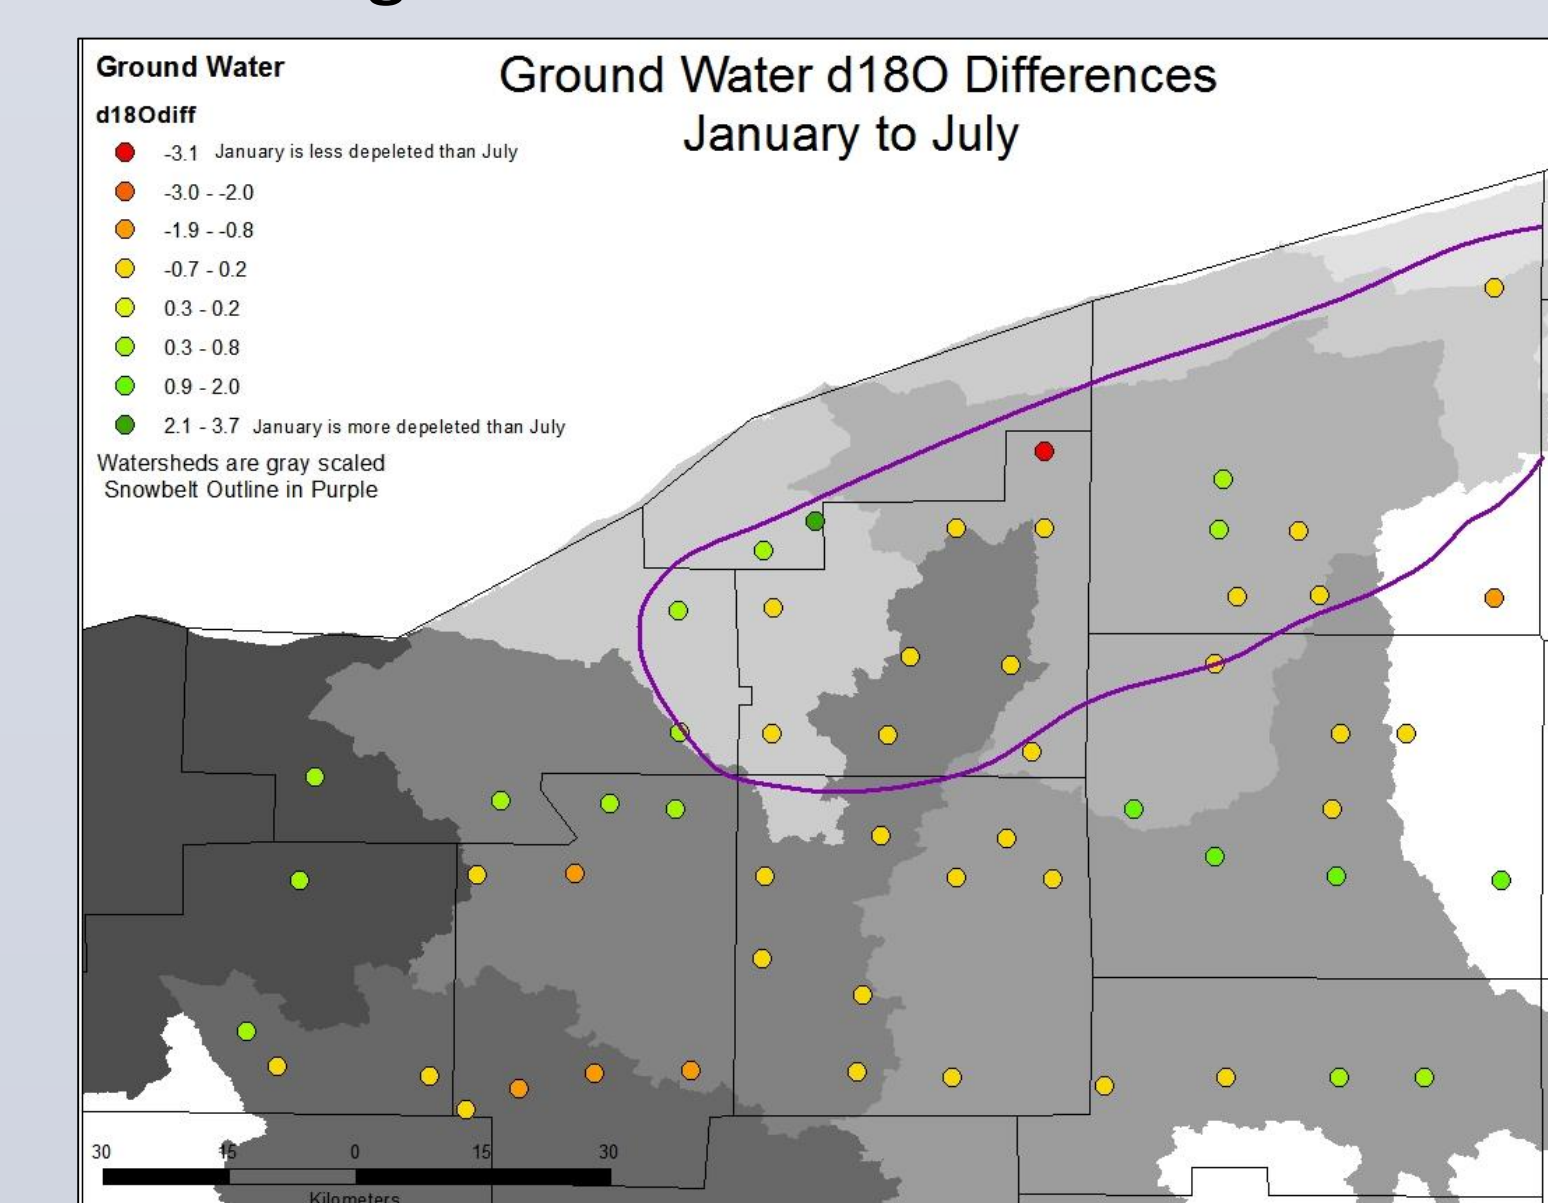 Ground Water
d18Odiff
Ground Water d18O Differences
January to July
-3.1 January is less depeleted than July
-3.0 - -2.0
-1.9 - -0.8
-0.7 - 0.2
0.3 - 0.2
0.3 - 0.8
0.9 - 2.0
2.1 - 3.7 January is more depeleted than July
Watersheds are gray scaled
Snowbelt Outline in Purple
30 15 0 15 30
Kilometers